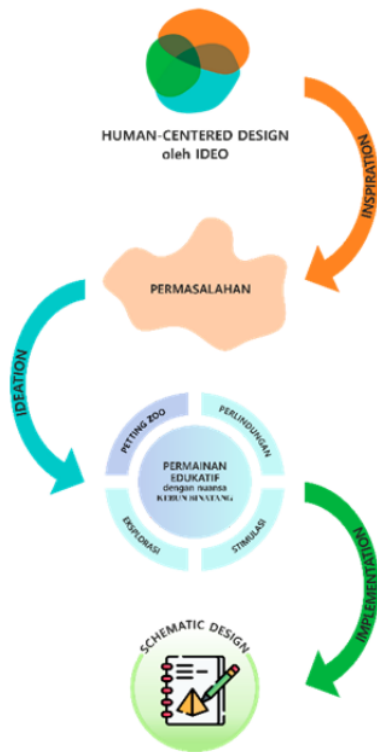 HUMAN-CENTERED DESIGN
oleh IDEO
INSPIRATION
PERMASALAHAN
IDEATION
PETTING ZOO
PERLINDUNGAN
PERMAINAN
EDUKATIF
dengan nuansa
KEBUN BINATANG
EKSPLORASI
STIMULASI
IMPLEMENTATION
SCHEMATIC DESIGN